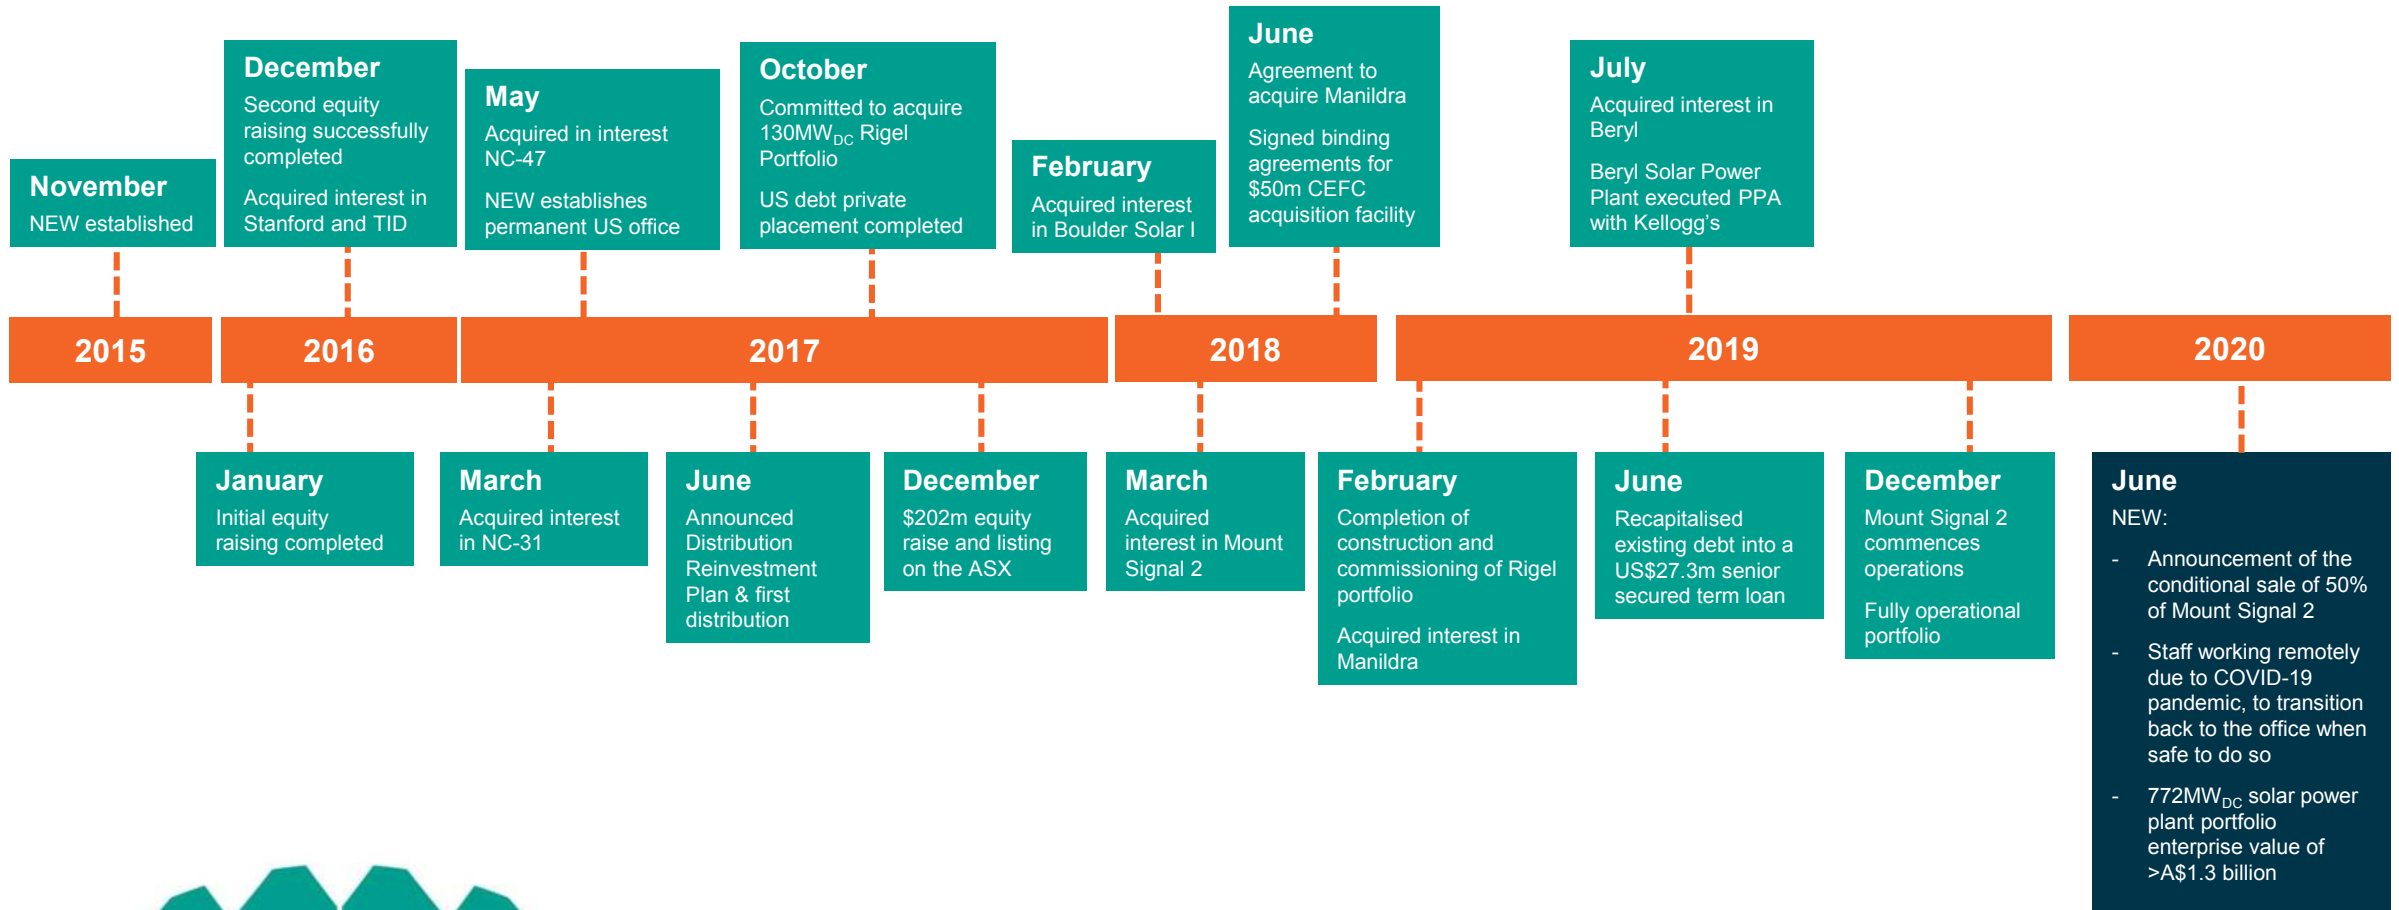 November
NEW established
December
Second equity
raising successfully
completed
Acquired interest in
Stanford and TID
May
Acquired in interest
NC-47
NEW establishes
permanent US office
October
Committed to acquire
130MWDC Rigel
Portfolio
US debt private
placement completed
February
Acquired interest
in Boulder Solar I
June
Agreement to
acquire Manildra
Signed binding
agreements for
$50m CEFC
acquisition facility
July
Acquired interest in
Beryl
Beryl Solar Power
Plant executed PPA
with Kellogg’s
2015
2016
2017
2018
2019
2020
January
Initial equity
raising completed
March
Acquired interest
in NC-31
June
Announced
Distribution
Reinvestment
Plan & first
distribution
December
$202m equity
raise and listing
on the ASX
March
Acquired
interest in Mount
Signal 2
February
Completion of
construction and
commissioning of Rigel
portfolio
Acquired interest in
Manildra
June
Recapitalised
existing debt into a
US$27.3m senior
secured term loan
December
Mount Signal 2
commences
operations
Fully operational
portfolio
June
NEW:
- Announcement of the
conditional sale of 50%
of Mount Signal 2
- Staff working remotely
due to COVID-19
pandemic, to transition
back to the office when
safe to do so
- 772MWDC solar power
plant portfolio
enterprise value of
>A$1.3 billion